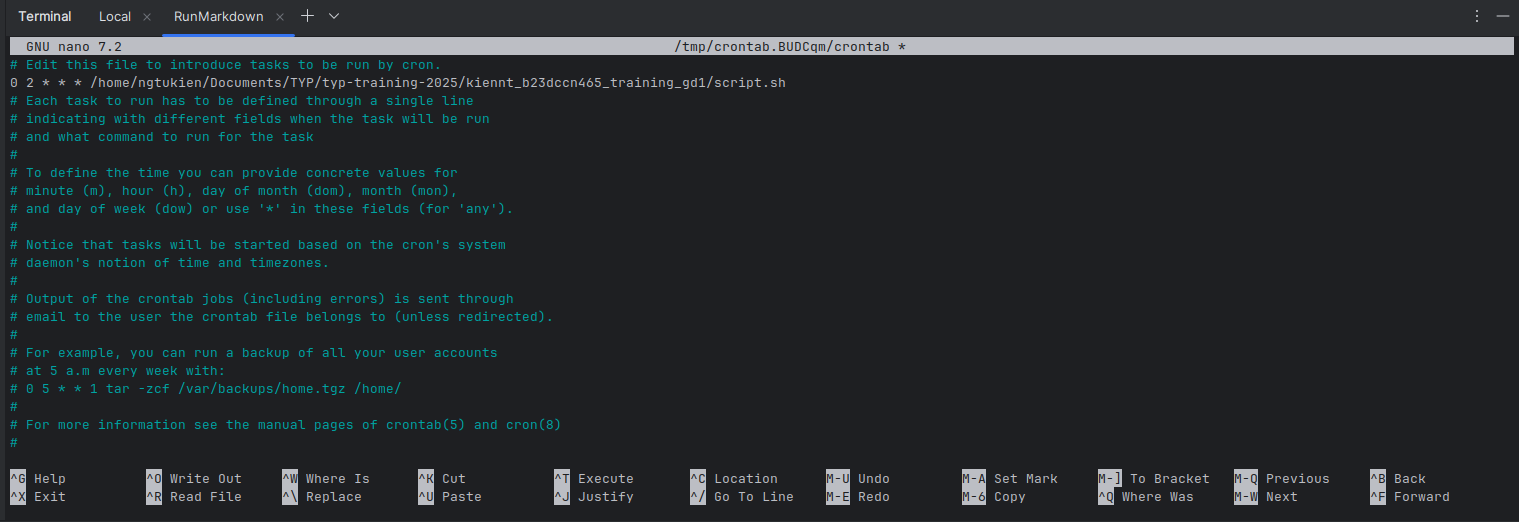 Terminal Local × RunMarkdown ×
GNU nano 7.2 /tmp/crontab.BUDCqm/crontab *
# Edit this file to introduce tasks to be run by cron.
0 2 * * * /home/ngtukien/Documents/TYP/typ-training-2025/kiennt_b23dccn465_training_gd1/script.sh
# Each task to run has to be defined through a single line
# indicating with different fields when the task will be run
# and what command to run for the task
#
# To define the time you can provide concrete values for
# minute (m), hour (h), day of month (dom), month (mon),
# and day of week (dow) or use '*' in these fields (for 'any').
#
# Notice that tasks will be started based on the cron's system
# daemon's notion of time and timezones.
#
# Output of the crontab jobs (including errors) is sent through
# email to the user the crontab file belongs to (unless redirected).
#
# For example, you can run a backup of all your user accounts
# at 5 a.m every week with:
# 0 5 * * 1 tar -zcf /var/backups/home.tgz /home/
#
# For more information see the manual pages of crontab(5) and cron(8)
#
^G Help ^O Write Out ^W Where Is ^K Cut ^T Execute ^C Location M-U Undo M-A Set Mark M-] To Bracket M-Q Previous ^B Back
^X Exit ^R Read File ^\ Replace ^U Paste ^J Justify ^/ Go To Line M-E Redo M-6 Copy ^Q Where Was M-W Next ^F Forward